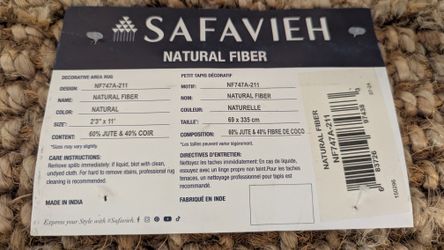 SAFAVIEH
NATURAL FIBER
DECORATIVE AREA RUG
DESIGN: NF747A-211
NAME: NATURAL FIBER
COLOR: NATURAL
SIZE*: 2'3" x 11'
*Sizes may vary slightly
CONTENT: 60% JUTE & 40% COIR
CARE INSTRUCTIONS:
Remove spills immediately. If liquid, blot with clean,
undyed cloth. For hard to remove stains, professional rug
cleaning is recommended.
MADE IN INDIA
Express your Style with #Safavieh.
PETIT TAPIS DÉCORATIF
MOTIF: NF747A-211
NOM: NATURAL FIBER
COULEUR: NATURELLE
TAILLE*: 69 x 335 cm
COMPOSITION: 60% JUTE & 40% FIBRE DE COCO
*Les tailles peuvent varier légèrement.
DIRECTIVES D'ENTRETIEN:
Nettoyez les taches immédiatement. En cas de liquide,
essuyez avec un linge propre non teint. Pour les taches
tenaces, un nettoyage professionnel pour tapis est
recommandé.
FABRIQUÉ EN INDE
NATURAL FIBER
NF747A-211